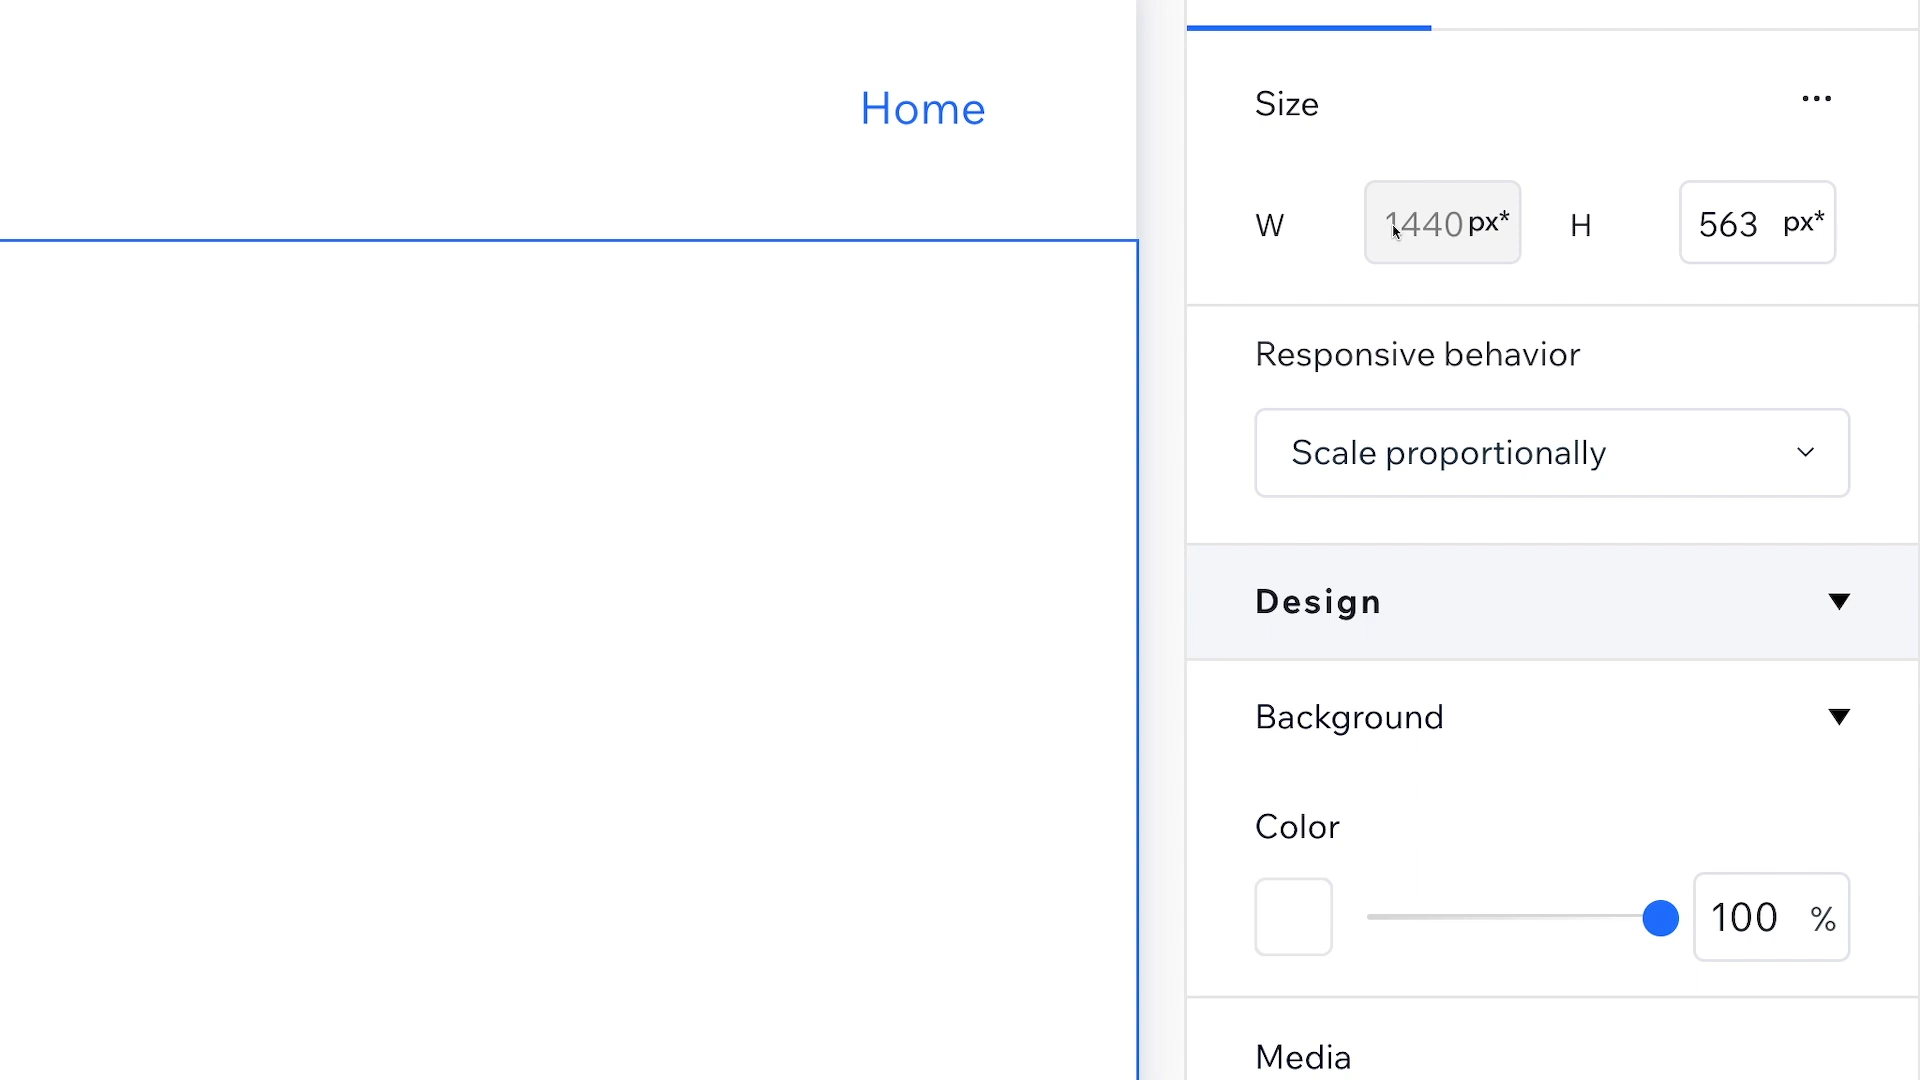 Home
Size
W 1440 px* H 563 px*
Responsive behavior
Scale proportionally
Design
Background
Color
100 %
Media